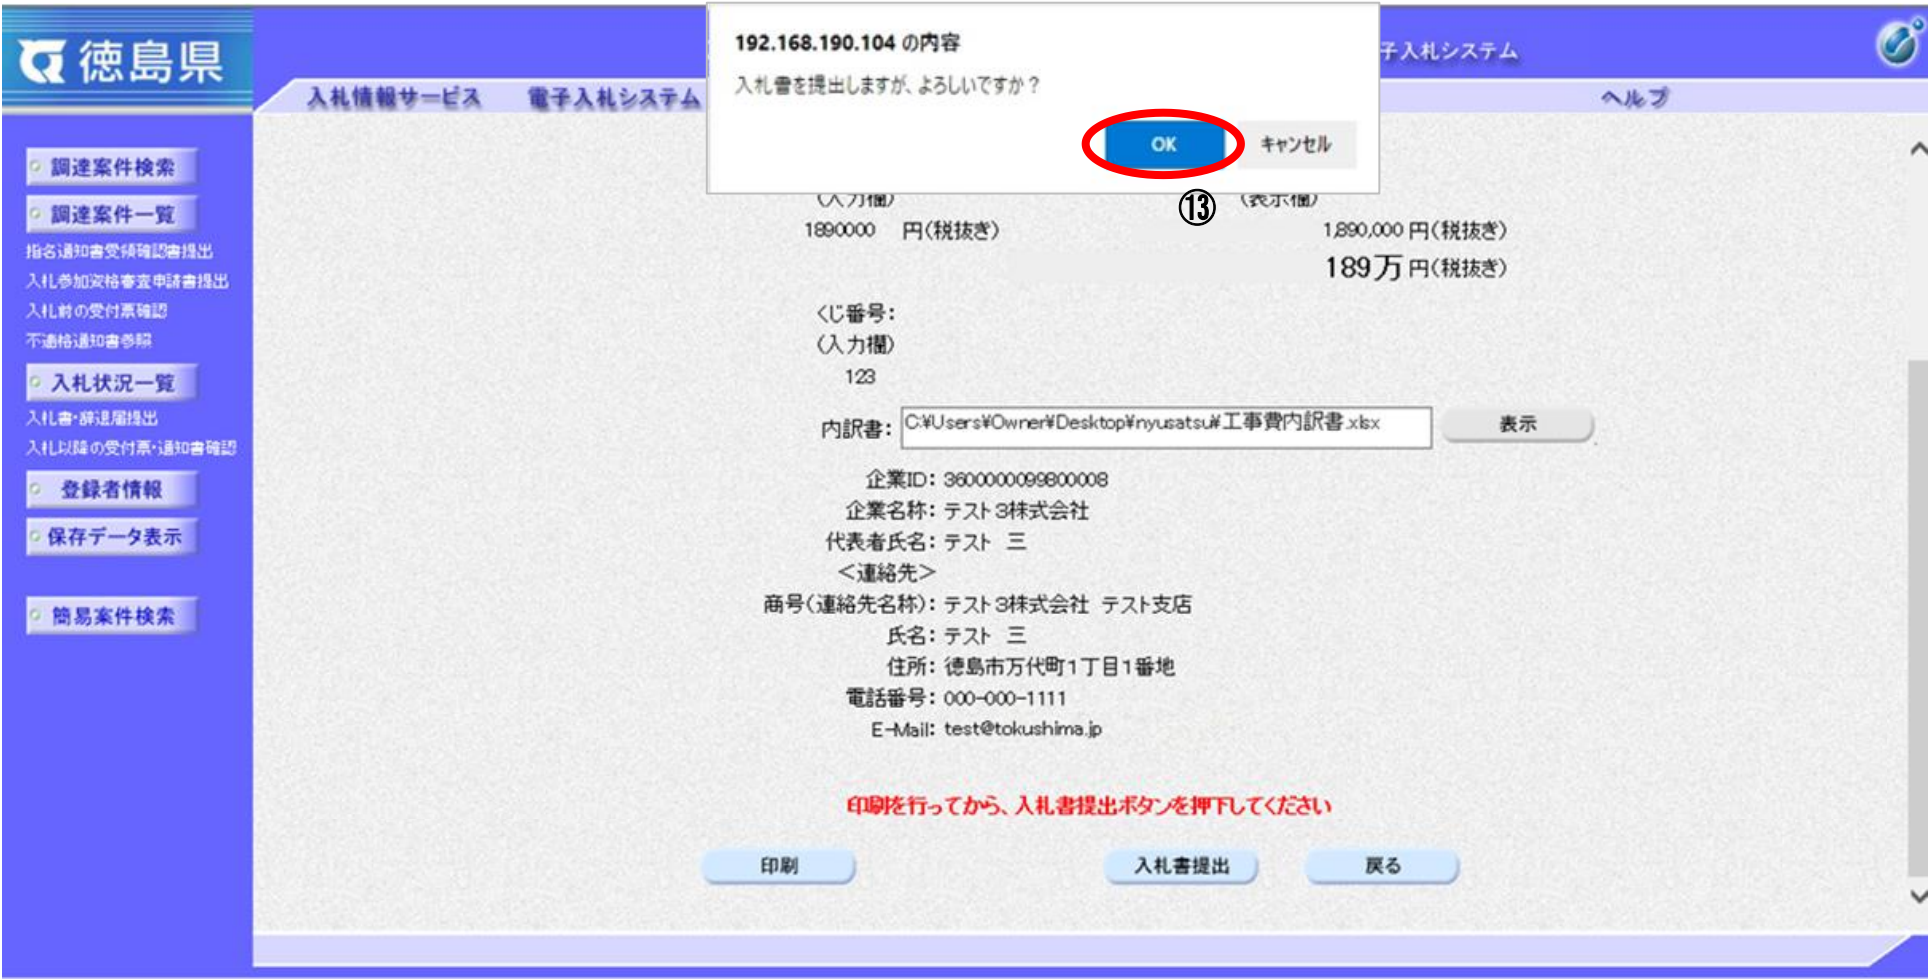 徳島県
192.168.190.104 の内容
入札書を提出しますが、よろしいですか？
OK キャンセル
⑬
子入札システム
入札情報サービス 電子入札システム ヘルプ
調達案件検索
調達案件一覧
指名通知書受領確認書提出
入札参加資格審査申請書提出
入札前の受付票確認
不適格通知書参照
入札状況一覧
入札書・辞退届提出
入札以降の受付票・通知書確認
登録者情報
保存データ表示
簡易案件検索
（入力欄） （表示欄）
1890000 円（税抜き） 1,890,000 円（税抜き）
189万 円（税抜き）
くじ番号：
（入力欄）
123
内訳書： C:¥Users¥Owner¥Desktop¥nyusatsu¥工事費内訳書.xlsx 表示
企業ID： 3600000099800008
企業名称： テスト3株式会社
代表者氏名： テスト 三
＜連絡先＞
商号（連絡先名称）： テスト3株式会社 テスト支店
氏名： テスト 三
住所： 徳島市万代町1丁目1番地
電話番号： 000-000-1111
E-Mail： test@tokushima.jp
印刷を行ってから、入札書提出ボタンを押下してください
印刷 入札書提出 戻る